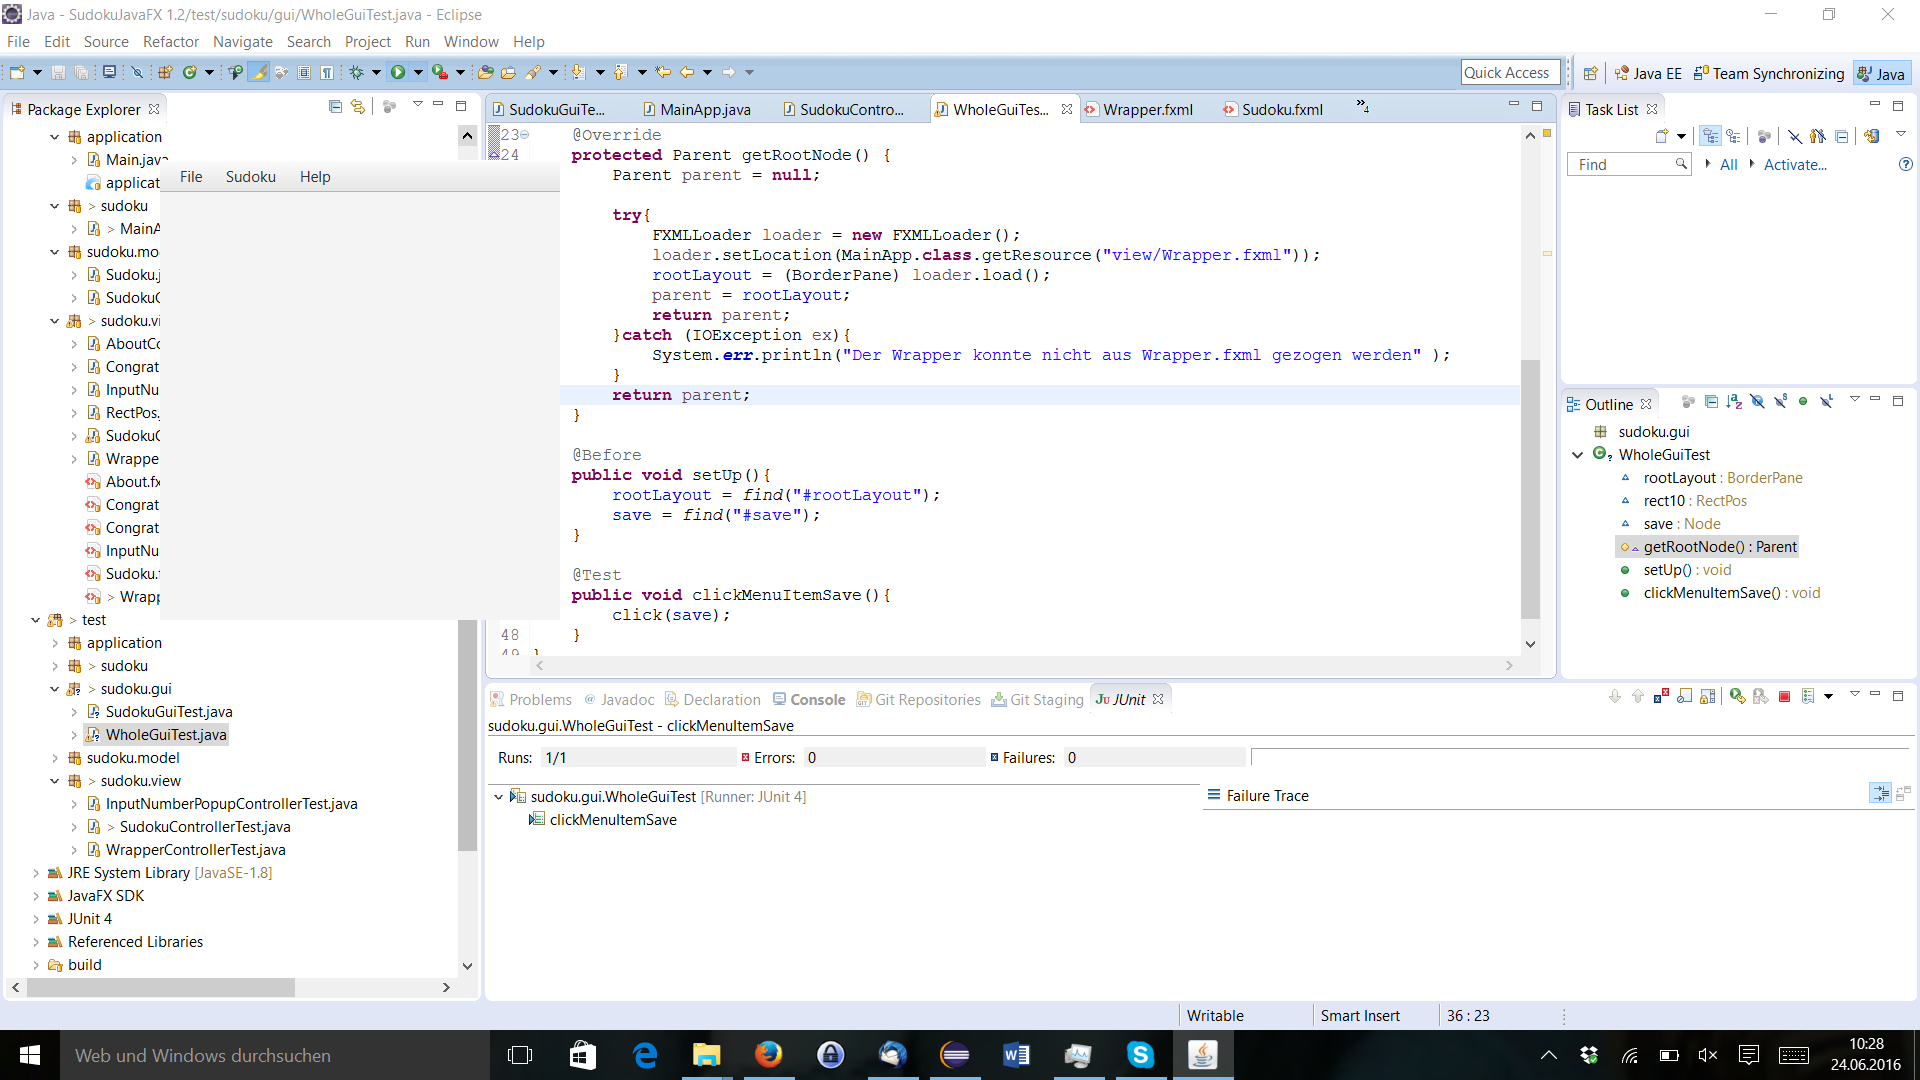 Java - SudokuJavaFX 1.2/test/sudoku/gui/WholeGuiTest.java - Eclipse
File Edit Source Refactor Navigate Search Project Run Window Help
Quick Access
Java EE
Team Synchronizing
Java
Package Explorer
application
Main.java
applicat
> sudoku
> MainA
sudoku.mo
Sudoku.j
SudokuC
> sudoku.vi
AboutCo
Congrat
InputNu
RectPos.
SudokuC
Wrappe
About.fx
Congrat
Congrat
InputNu
Sudoku.f
> Wrapp
> test
application
> sudoku
> sudoku.gui
SudokuGuiTest.java
WholeGuiTest.java
sudoku.model
> sudoku.view
InputNumberPopupControllerTest.java
> SudokuControllerTest.java
WrapperControllerTest.java
JRE System Library [JavaSE-1.8]
JavaFX SDK
JUnit 4
Referenced Libraries
build
File Sudoku Help
SudokuGuiTe...
MainApp.java
SudokuContro...
WholeGuiTes...
Wrapper.fxml
Sudoku.fxml
»4
23 @Override
24 protected Parent getRootNode() {
Parent parent = null;
try{
FXMLLoader loader = new FXMLLoader();
loader.setLocation(MainApp.class.getResource("view/Wrapper.fxml"));
rootLayout = (BorderPane) loader.load();
parent = rootLayout;
return parent;
}catch (IOException ex){
System.err.println("Der Wrapper konnte nicht aus Wrapper.fxml gezogen werden" );
}
return parent;
}
@Before
public void setUp(){
rootLayout = find("#rootLayout");
save = find("#save");
}
@Test
public void clickMenuItemSave(){
click(save);
48 }
49 }
Task List
Find
All
Activate...
Outline
sudoku.gui
WholeGuiTest
rootLayout : BorderPane
rect10 : RectPos
save : Node
getRootNode() : Parent
setUp() : void
clickMenuItemSave() : void
Problems @ Javadoc Declaration Console Git Repositories Git Staging JUnit
sudoku.gui.WholeGuiTest - clickMenuItemSave
Runs: 1/1 Errors: 0 Failures: 0
sudoku.gui.WholeGuiTest [Runner: JUnit 4]
clickMenuItemSave
Failure Trace
Writable
Smart Insert
36 : 23
Web und Windows durchsuchen
10:28
24.06.2016